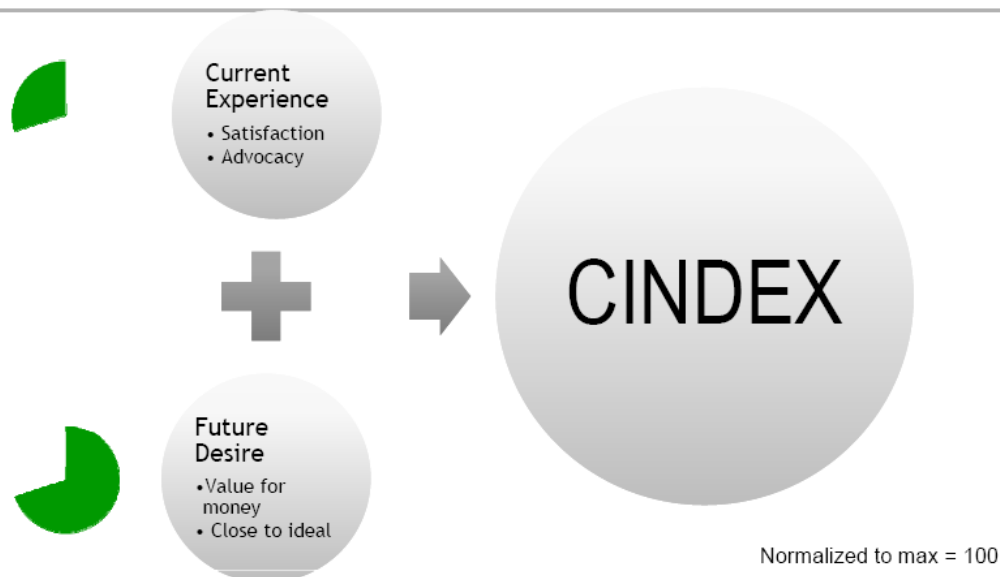 Current
Experience
• Satisfaction
• Advocacy
CINDEX
Future
Desire
•Value for
money
• Close to ideal
Normalized to max = 100